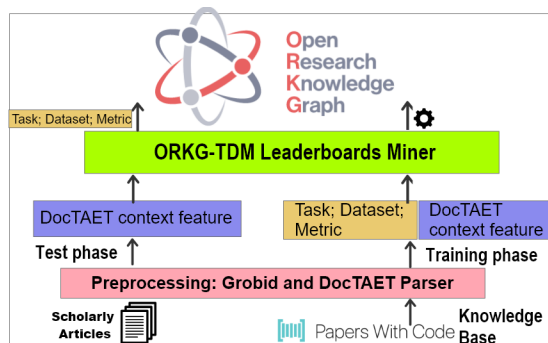 Open
Research
Knowledge
Graph
Task; Dataset; Metric
ORKG-TDM Leaderboards Miner
DocTAET context feature
Task; Dataset;
Metric
DocTAET
context feature
Test phase
Training phase
Preprocessing: Grobid and DocTAET Parser
Scholarly
Articles
Papers With Code
Knowledge
Base